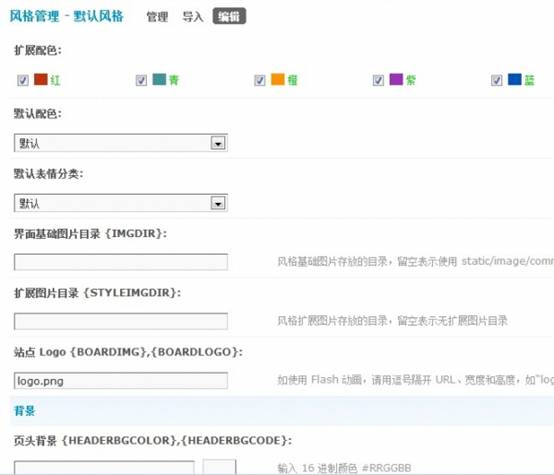 风格管理 - 默认风格 管理 导入 编辑
扩展配色:
红 青 橙 紫 蓝
默认配色:
默认
默认表情分类:
默认
界面基础图片目录 {IMGDIR}:
风格基础图片存放的目录，留空表示使用 static/image/comm
扩展图片目录 {STYLEIMGDIR}:
风格扩展图片存放的目录，留空表示无扩展图片目录
站点 Logo {BOARDIMG},{BOARDLOGO}:
logo.png 如使用 Flash 动画，请用逗号隔开 URL、宽度和高度，如“log
背景
页头背景 {HEADERBGCOLOR},{HEADERBGCODE}:
输入 16 进制颜色 #RRGGBB